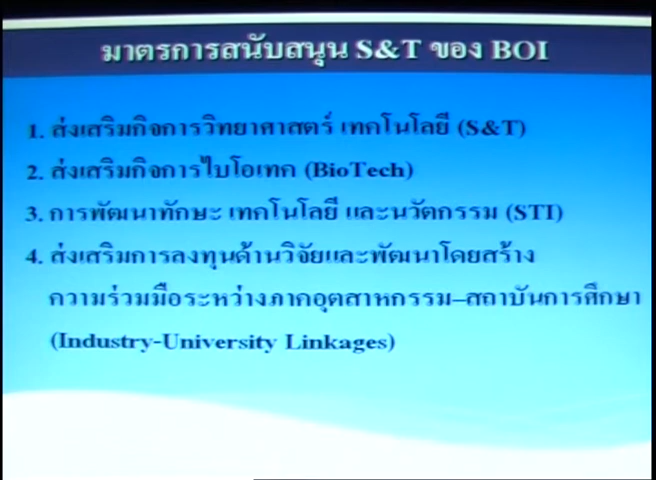 มาตรการสนับสนุน S&T ของ BOI
1. ส่งเสริมกิจการวิทยาศาสตร์ เทคโนโลยี (S&T)
2. ส่งเสริมกิจการไบโอเทค (BioTech)
3. การพัฒนาทักษะ เทคโนโลยี และนวัตกรรม (STI)
4. ส่งเสริมการลงทุนด้านวิจัยและพัฒนาโดยสร้าง
ความร่วมมือระหว่างภาคอุตสาหกรรม–สถาบันการศึกษา
(Industry-University Linkages)